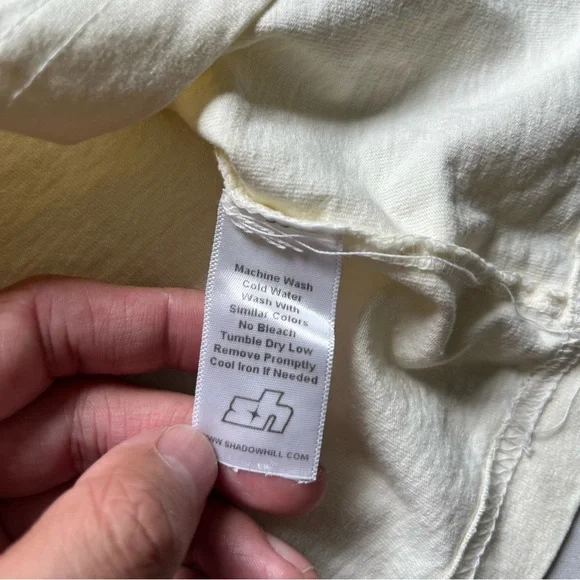 Machine Wash
Cold Water
Wash With
Similar Colors
No Bleach
Tumble Dry Low
Remove Promptly
Cool Iron If Needed
sh
WW.SHADOWHILL.COM